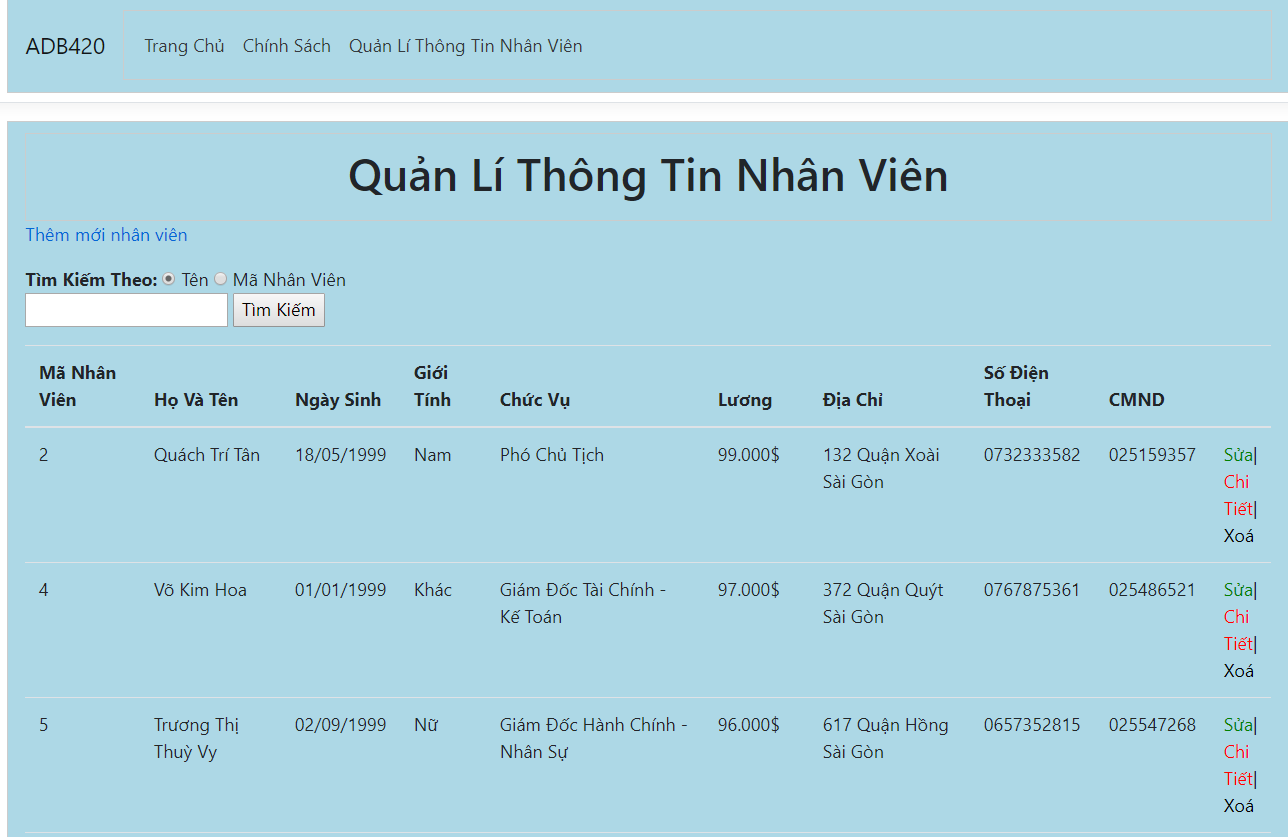 ADB420 Trang Chủ Chính Sách Quản Lí Thông Tin Nhân Viên
Quản Lí Thông Tin Nhân Viên
Thêm mới nhân viên
Tìm Kiếm Theo: Tên Mã Nhân Viên
Tìm Kiếm
Mã Nhân Giới Số Điện
Viên Họ Và Tên Ngày Sinh Tính Chức Vụ Lương Địa Chỉ Thoại CMND
2 Quách Trí Tân 18/05/1999 Nam Phó Chủ Tịch 99.000$ 132 Quận Xoài 0732333582 025159357 Sửa|
Sài Gòn Chi
Tiết|
Xoá
4 Võ Kim Hoa 01/01/1999 Khác Giám Đốc Tài Chính - 97.000$ 372 Quận Quýt 0767875361 025486521 Sửa|
Kế Toán Sài Gòn Chi
Tiết|
Xoá
5 Trương Thị 02/09/1999 Nữ Giám Đốc Hành Chính - 96.000$ 617 Quận Hồng 0657352815 025547268 Sửa|
Thuỳ Vy Nhân Sự Sài Gòn Chi
Tiết|
Xoá